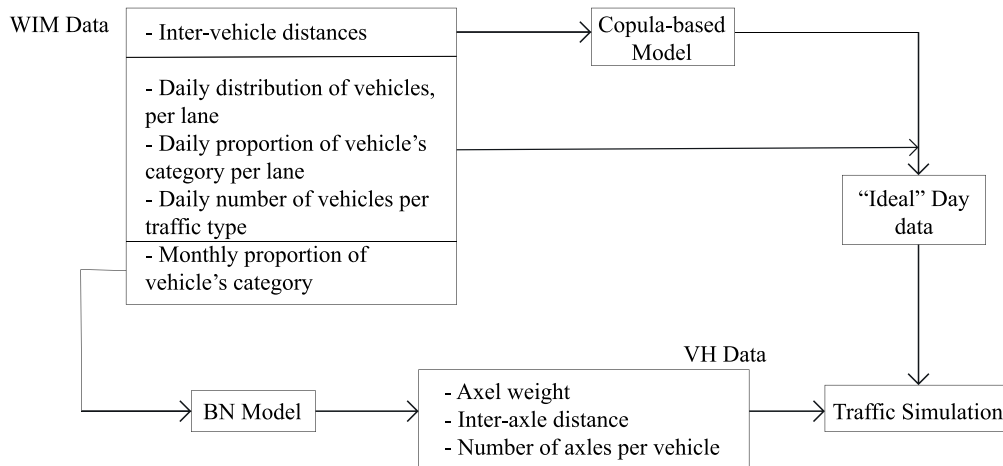 WIM Data
- Inter-vehicle distances
- Daily distribution of vehicles,
per lane
- Daily proportion of vehicle’s
category per lane
- Daily number of vehicles per
traffic type
- Monthly proportion of
vehicle’s category
Copula-based
Model
“Ideal” Day
data
BN Model
VH Data
- Axel weight
- Inter-axle distance
- Number of axles per vehicle
Traffic Simulation